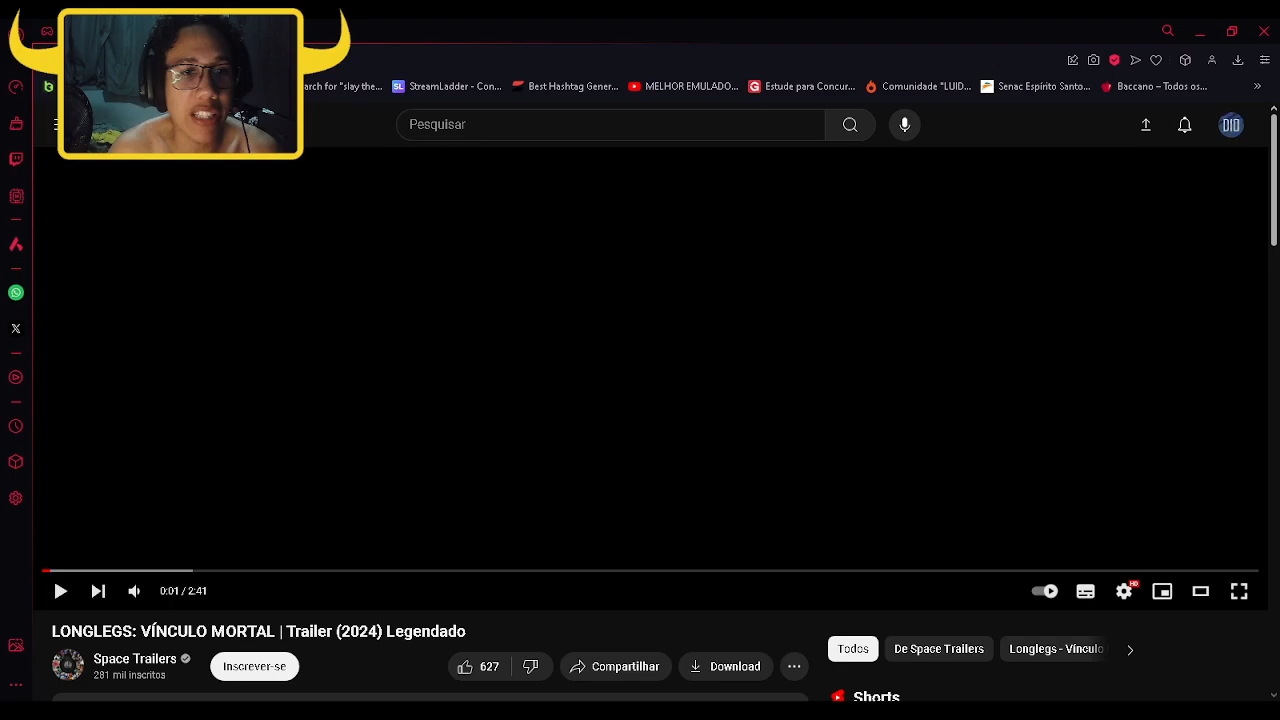 arch for "slay the...
StreamLadder - Con...
Best Hashtag Gener...
MELHOR EMULADO...
Estude para Concur...
Comunidade "LUID...
Senac Espírito Santo...
Baccano – Todos os...
Pesquisar
0:01 / 2:41
HD
LONGLEGS: VÍNCULO MORTAL | Trailer (2024) Legendado
Space Trailers
281 mil inscritos
Inscrever-se
627
Compartilhar
Download
Todos
De Space Trailers
Longlegs - Vínculo
Shorts